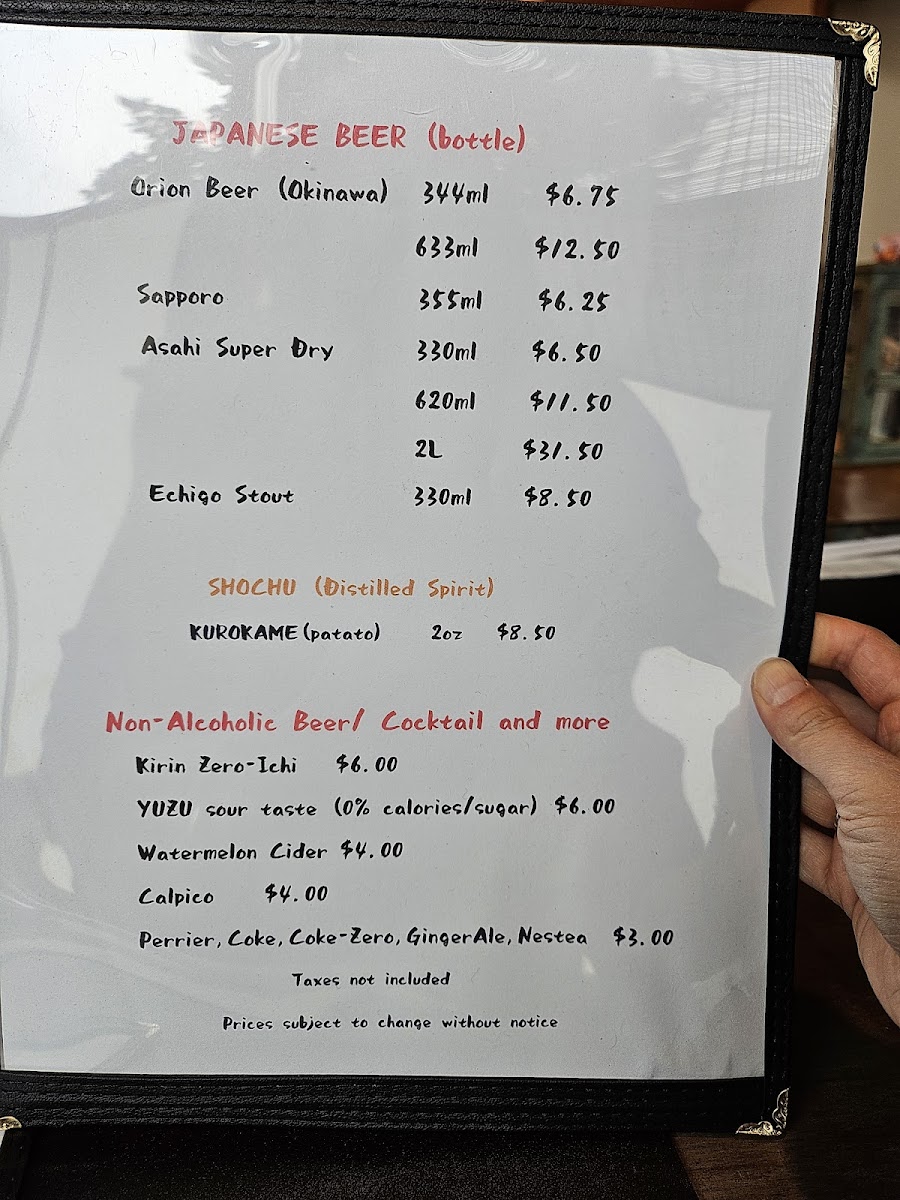 JAPANESE BEER (bottle)
Orion Beer (Okinawa) 344ml $6.75
633ml $12.50
Sapporo 355ml $6.25
Asahi Super Dry 330ml $6.50
620ml $11.50
2L $31.50
Echigo Stout 330ml $8.50
SHOCHU (Distilled Spirit)
KUROKAME (patato) 2oz $8.50
Non-Alcoholic Beer/ Cocktail and more
Kirin Zero-Ichi $6.00
YUZU sour taste (0% calories/sugar) $6.00
Watermelon Cider $4.00
Calpico $4.00
Perrier, Coke, Coke-Zero, GingerAle, Nestea $3.00
Taxes not included
Prices subject to change without notice